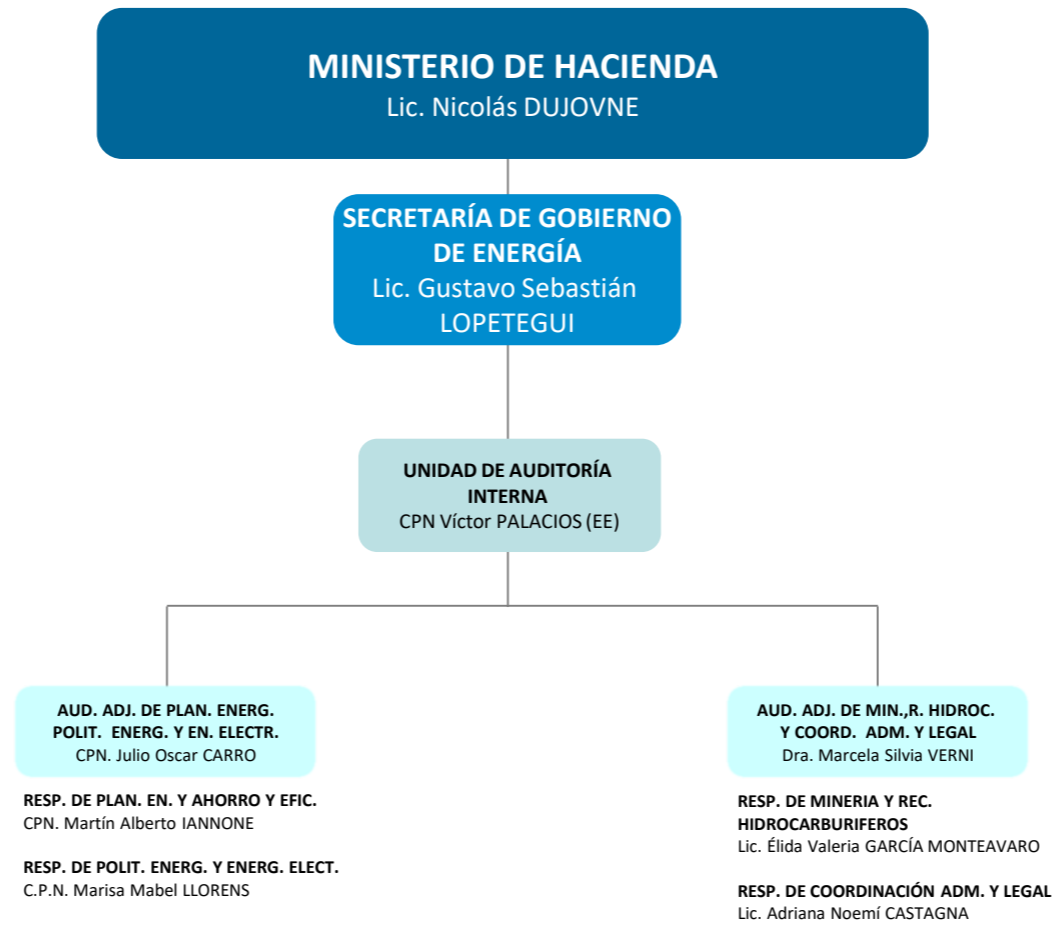 MINISTERIO DE HACIENDA
Lic. Nicolás DUJOVNE
SECRETARÍA DE GOBIERNO
DE ENERGÍA
Lic. Gustavo Sebastián
LOPETEGUI
UNIDAD DE AUDITORÍA
INTERNA
CPN Víctor PALACIOS (EE)
AUD. ADJ. DE PLAN. ENERG.
POLIT. ENERG. Y EN. ELECTR.
CPN. Julio Oscar CARRO
RESP. DE PLAN. EN. Y AHORRO Y EFIC.
CPN. Martín Alberto IANNONE
RESP. DE POLIT. ENERG. Y ENERG. ELECT.
C.P.N. Marisa Mabel LLORENS
AUD. ADJ. DE MIN.,R. HIDROC.
Y COORD. ADM. Y LEGAL
Dra. Marcela Silvia VERNI
RESP. DE MINERIA Y REC.
HIDROCARBURIFEROS
Lic. Élida Valeria GARCÍA MONTEAVARO
RESP. DE COORDINACIÓN ADM. Y LEGAL
Lic. Adriana Noemí CASTAGNA